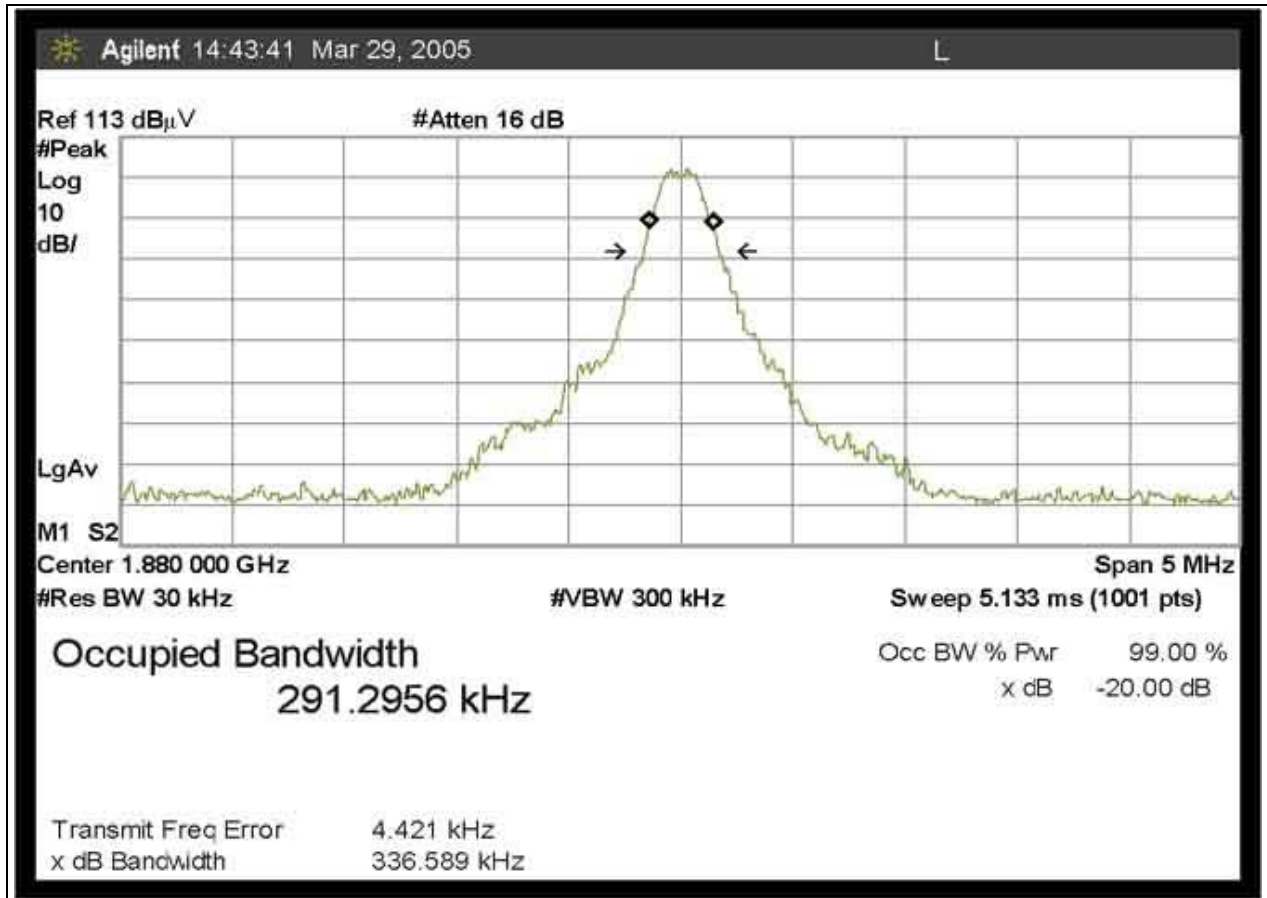 Agilent 14:43:41 Mar 29, 2005 L
Ref 113 dBμV #Atten 16 dB
#Peak
Log
10
dB/
LgAv
M1 S2
Center 1.880 000 GHz Span 5 MHz
#Res BW 30 kHz #VBW 300 kHz Sweep 5.133 ms (1001 pts)
Occupied Bandwidth Occ BW % Pwr 99.00 %
291.2956 kHz x dB -20.00 dB
Transmit Freq Error 4.421 kHz
x dB Bandwidth 336.589 kHz